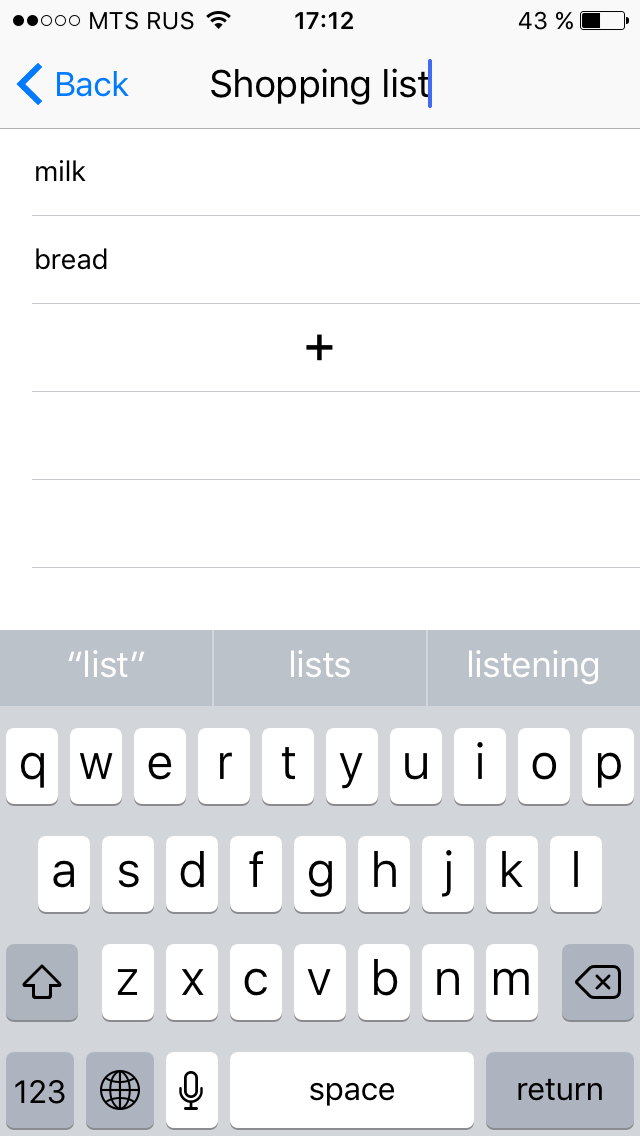 MTS RUS 17:12 43 %
Back Shopping list
milk
bread
+
“list” lists listening
q w e r t y u i o p
a s d f g h j k l
z x c v b n m
123 space return